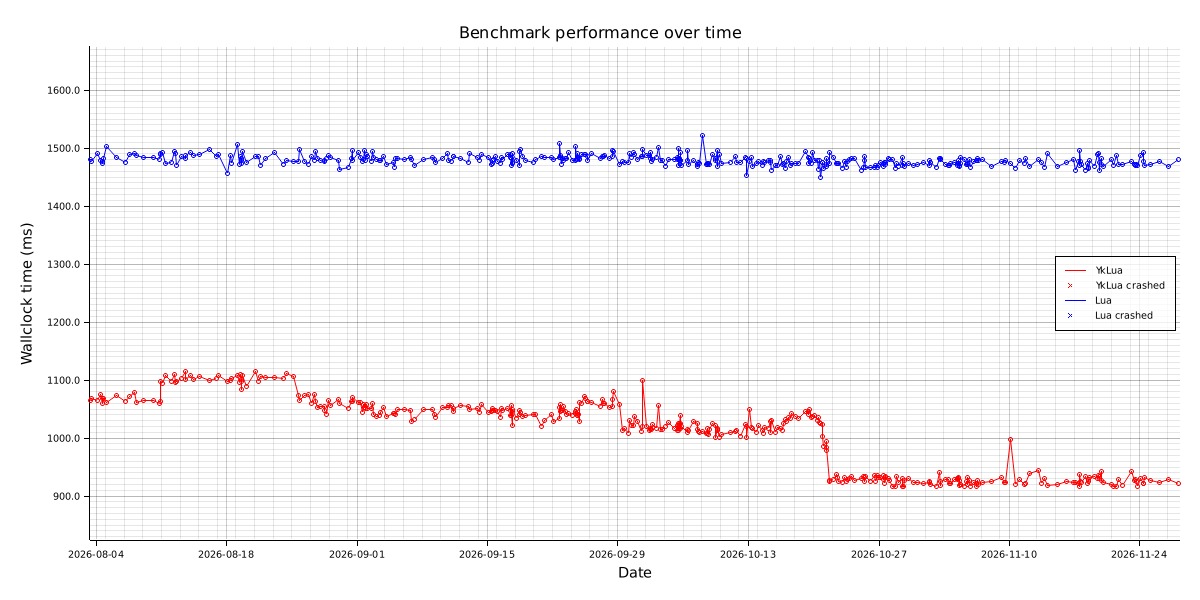 Benchmark performance over time
Wallclock time (ms)
1600.0
1500.0
1400.0
1300.0
1200.0
1100.0
1000.0
900.0
YkLua
YkLua crashed
Lua
Lua crashed
2026-08-04 2026-08-18 2026-09-01 2026-09-15 2026-09-29 2026-10-13 2026-10-27 2026-11-10 2026-11-24
Date